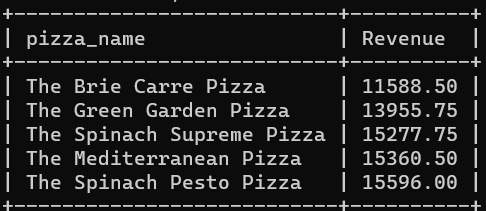 pizza_name Revenue
The Brie Carre Pizza 11588.50
The Green Garden Pizza 13955.75
The Spinach Supreme Pizza 15277.75
The Mediterranean Pizza 15360.50
The Spinach Pesto Pizza 15596.00